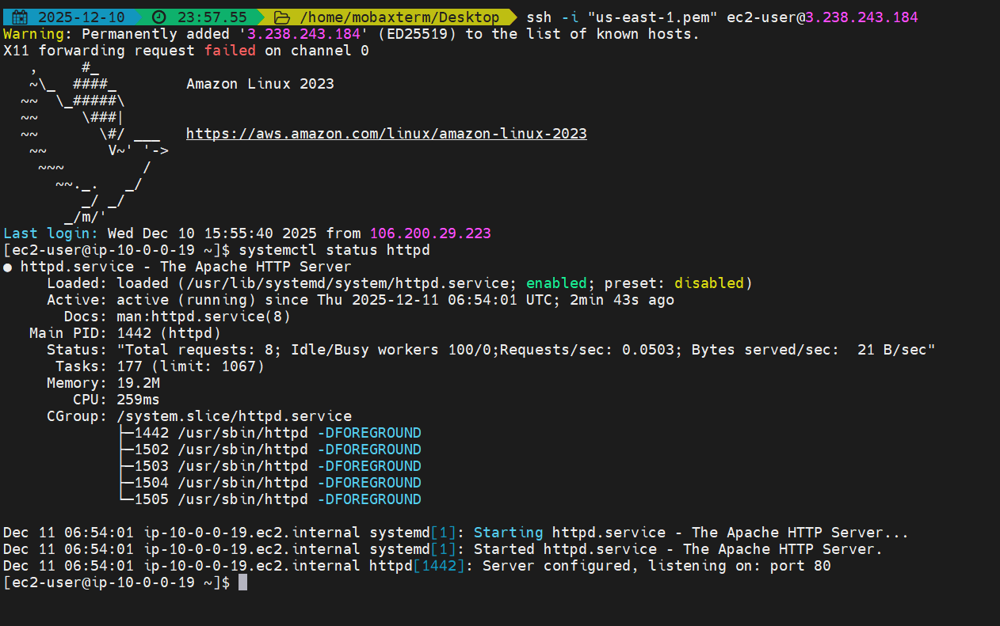 2025-12-10 23:57.55 /home/mobaxterm/Desktop ssh -i "us-east-1.pem" ec2-user@3.238.243.184
Warning: Permanently added '3.238.243.184' (ED25519) to the list of known hosts.
X11 forwarding request failed on channel 0
   ,     #_
   ~\_  ####_        Amazon Linux 2023
  ~~  \_#####\
  ~~     \###|
  ~~       \#/ ___   https://aws.amazon.com/linux/amazon-linux-2023
   ~~       V~' '->
    ~~~         /
      ~~._.   _/
         _/ _/
       _/m/'
Last login: Wed Dec 10 15:55:40 2025 from 106.200.29.223
[ec2-user@ip-10-0-0-19 ~]$ systemctl status httpd
● httpd.service - The Apache HTTP Server
     Loaded: loaded (/usr/lib/systemd/system/httpd.service; enabled; preset: disabled)
     Active: active (running) since Thu 2025-12-11 06:54:01 UTC; 2min 43s ago
       Docs: man:httpd.service(8)
   Main PID: 1442 (httpd)
     Status: "Total requests: 8; Idle/Busy workers 100/0;Requests/sec: 0.0503; Bytes served/sec:  21 B/sec"
      Tasks: 177 (limit: 1067)
     Memory: 19.2M
        CPU: 259ms
     CGroup: /system.slice/httpd.service
             ├─1442 /usr/sbin/httpd -DFOREGROUND
             ├─1502 /usr/sbin/httpd -DFOREGROUND
             ├─1503 /usr/sbin/httpd -DFOREGROUND
             ├─1504 /usr/sbin/httpd -DFOREGROUND
             └─1505 /usr/sbin/httpd -DFOREGROUND

Dec 11 06:54:01 ip-10-0-0-19.ec2.internal systemd[1]: Starting httpd.service - The Apache HTTP Server...
Dec 11 06:54:01 ip-10-0-0-19.ec2.internal systemd[1]: Started httpd.service - The Apache HTTP Server.
Dec 11 06:54:01 ip-10-0-0-19.ec2.internal httpd[1442]: Server configured, listening on: port 80
[ec2-user@ip-10-0-0-19 ~]$